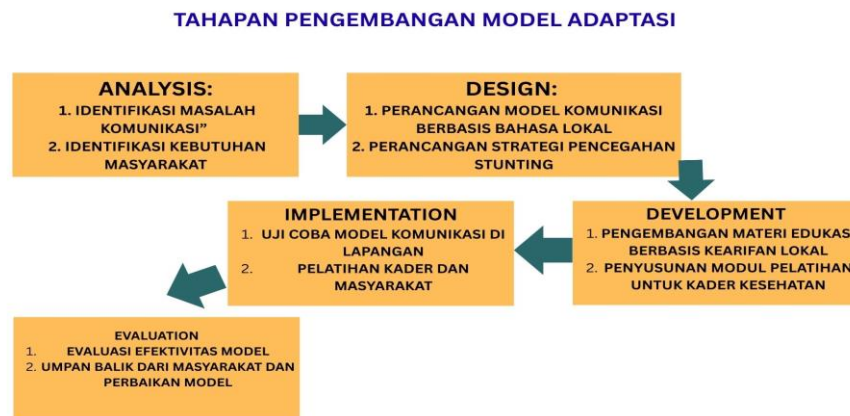 TAHAPAN PENGEMBANGAN MODEL ADAPTASI
ANALYSIS:
1. IDENTIFIKASI MASALAH
KOMUNIKASI”
2. IDENTIFIKASI KEBUTUHAN
MASYARAKAT
DESIGN:
1. PERANCANGAN MODEL KOMUNIKASI
BERBASIS BAHASA LOKAL
2. PERANCANGAN STRATEGI PENCEGAHAN
STUNTING
DEVELOPMENT
1. PENGEMBANGAN MATERI EDUKAS
BERBASIS KEARIFAN LOKAL
2. PENYUSUNAN MODUL PELATIHAN
UNTUK KADER KESEHATAN
IMPLEMENTATION
1. UJI COBA MODEL KOMUNIKASI DI
LAPANGAN
2. PELATIHAN KADER DAN
MASYARAKAT
EVALUATION
1. EVALUASI EFEKTIVITAS MODEL
2. UMPAN BALIK DARI MASYARAKAT DAN
PERBAIKAN MODEL